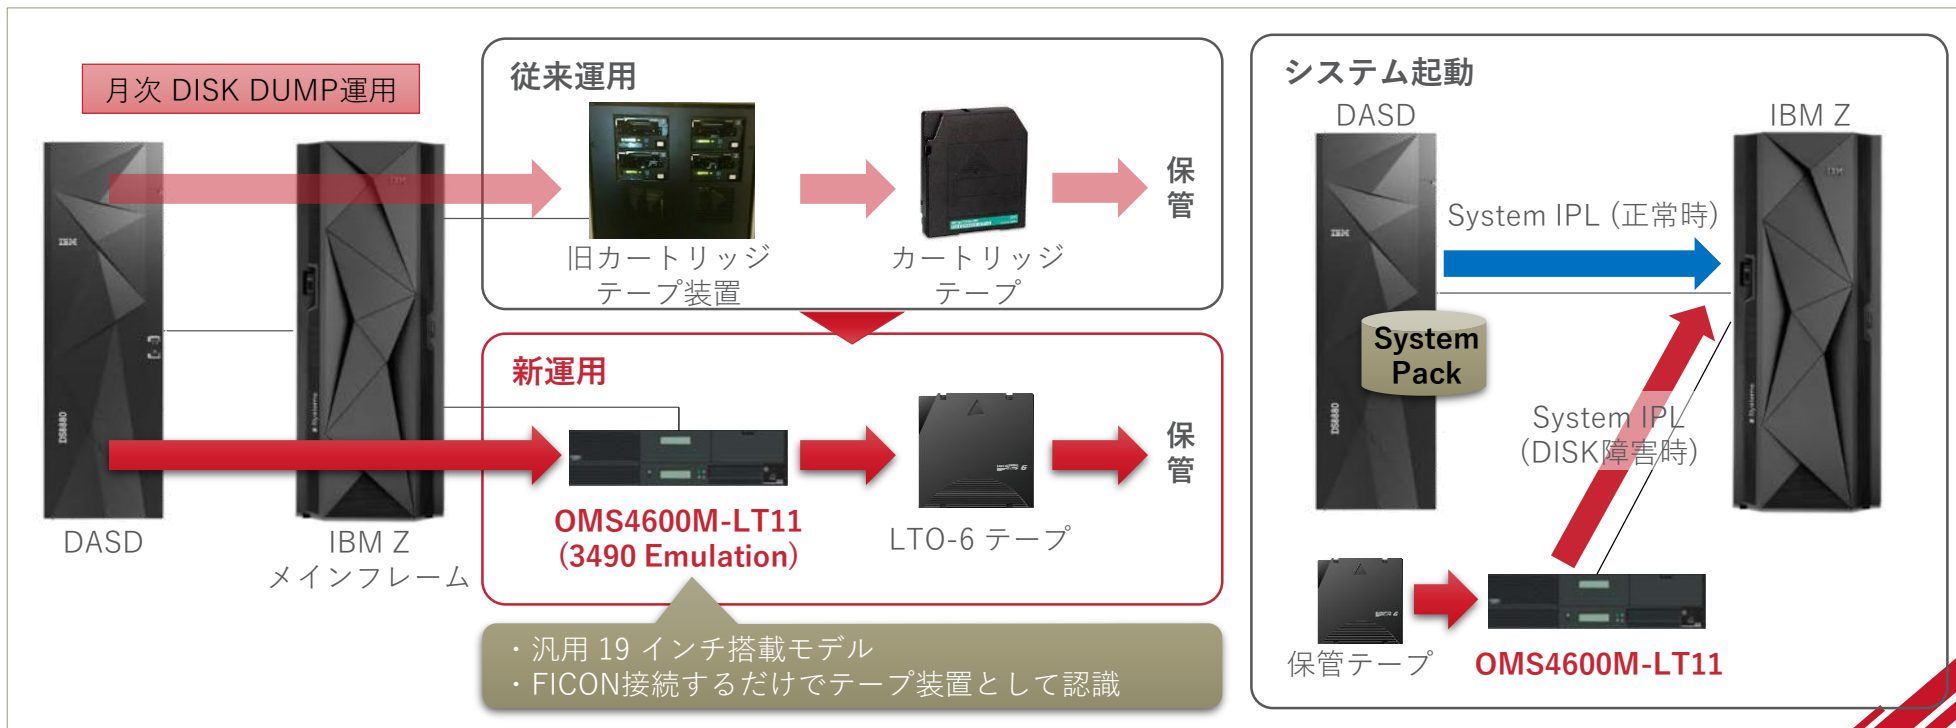 月次 DISK DUMP運用
DASD
IBM Z
メインフレーム
IBM
DS8880
IBM
従来運用
旧カートリッジ
テープ装置
カートリッジ
テープ
保
管
新運用
OMS4600M-LT11
(3490 Emulation)
LTO-6 テープ
保
管
・汎用 19 インチ搭載モデル
・FICON接続するだけでテープ装置として認識
システム起動
DASD
IBM Z
IBM
DS8880
IBM
System IPL (正常時)
System
Pack
System IPL
(DISK障害時)
保管テープ
OMS4600M-LT11